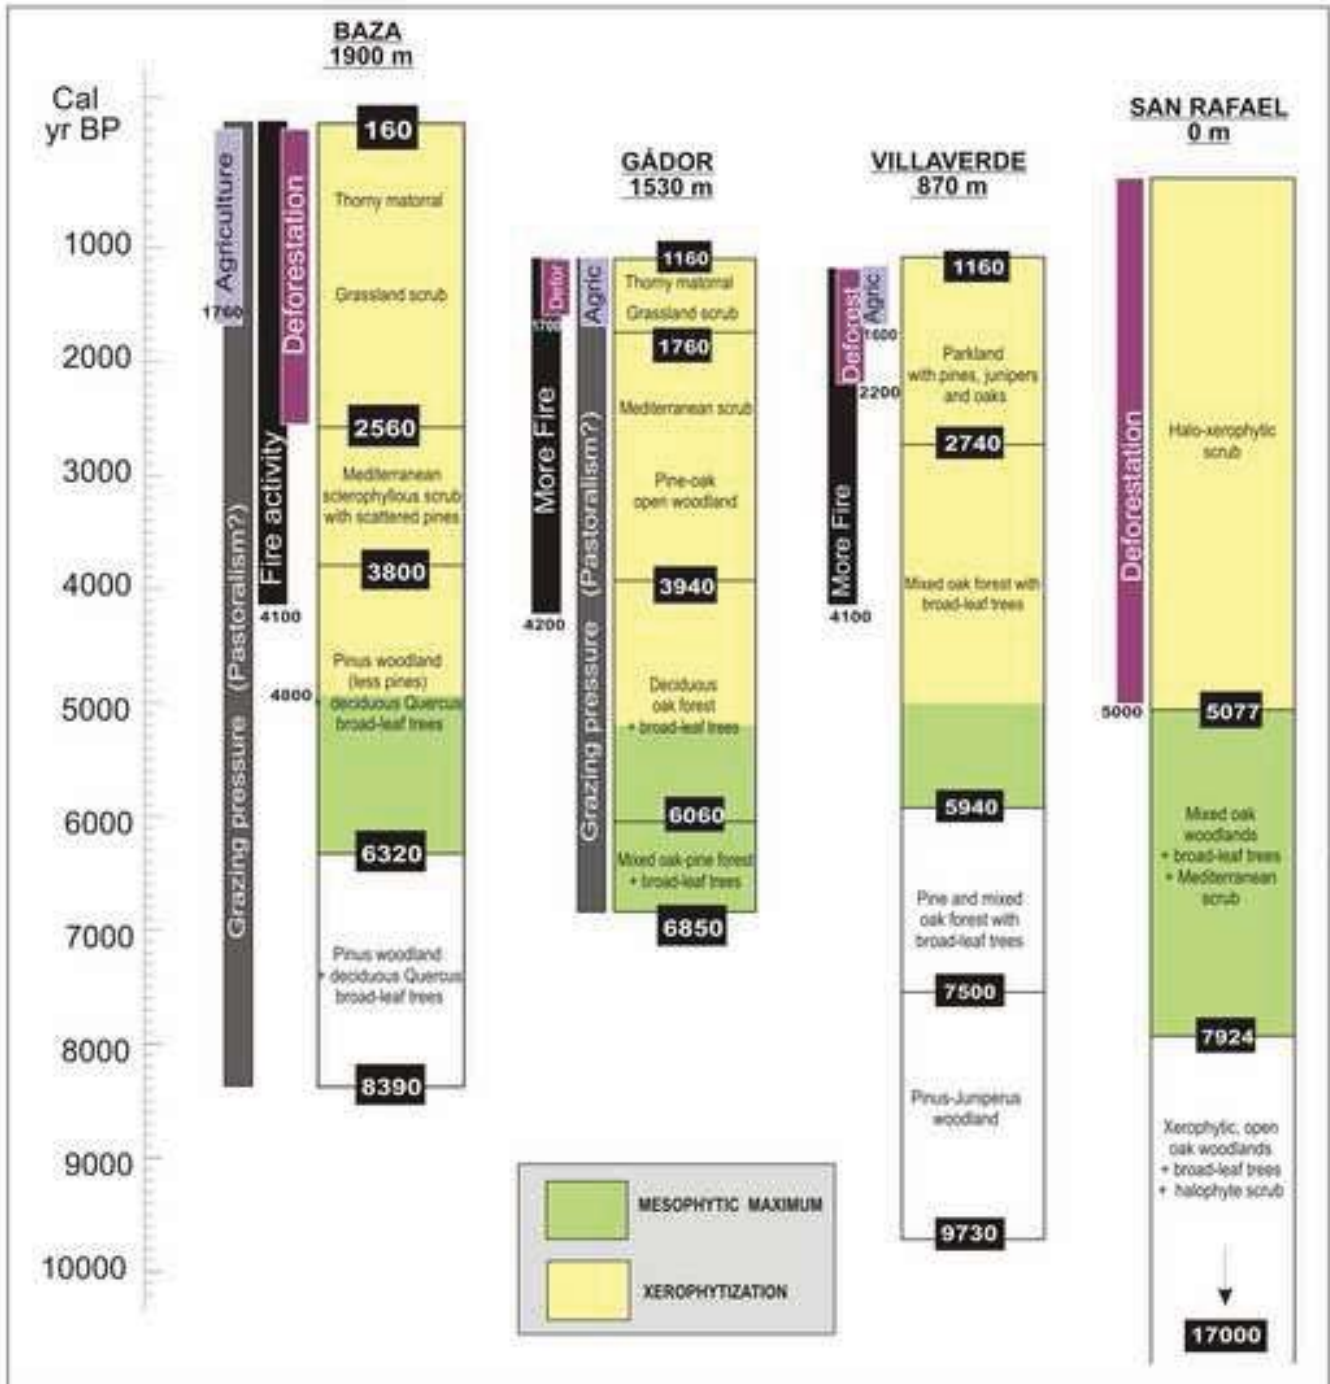 BAZA
1900 m
Cal
yr BP
1000
2000
3000
4000
5000
6000
7000
8000
9000
10000
Agriculture
1760
Grazing pressure (Pastoralism?)
Fire activity
4100
Deforestation
4800
160
Thorny matorral
Grassland scrub
2560
Mediterranean
sclerophyllous scrub
with scattered pines
3800
Pinus woodland
(less pines)
+ deciduous Quercus
broad-leaf trees
6320
Pinus woodland
+ deciduous Quercus
broad-leaf trees
8390
GÁDOR
1530 m
More Fire
4200
Defor
1700
Agric
Grazing pressure (Pastoralism?)
1160
Thorny matorral
Grassland scrub
1760
Mediterranean scrub
Pine-oak
open woodland
3940
Deciduous
oak forest
+ broad-leaf trees
6060
Mixed oak-pine forest
+ broad-leaf trees
6850
VILLAVERDE
870 m
More Fire
4100
Deforest
2200
Agric
1600
1160
Parkland
with pines, junipers
and oaks
2740
Mixed oak forest with
broad-leaf trees
5940
Pine and mixed
oak forest with
broad-leaf trees
7500
Pinus-Juniperus
woodland
9730
SAN RAFAEL
0 m
Deforestation
5000
Halo-xerophytic
scrub
5077
Mixed oak
woodlands
+ broad-leaf trees
+ Mediterranean
scrub
7924
Xerophytic, open
oak woodlands
+ broad-leaf trees
+ halophyte scrub
17000
MESOPHYTIC MAXIMUM
XEROPHYTIZATION